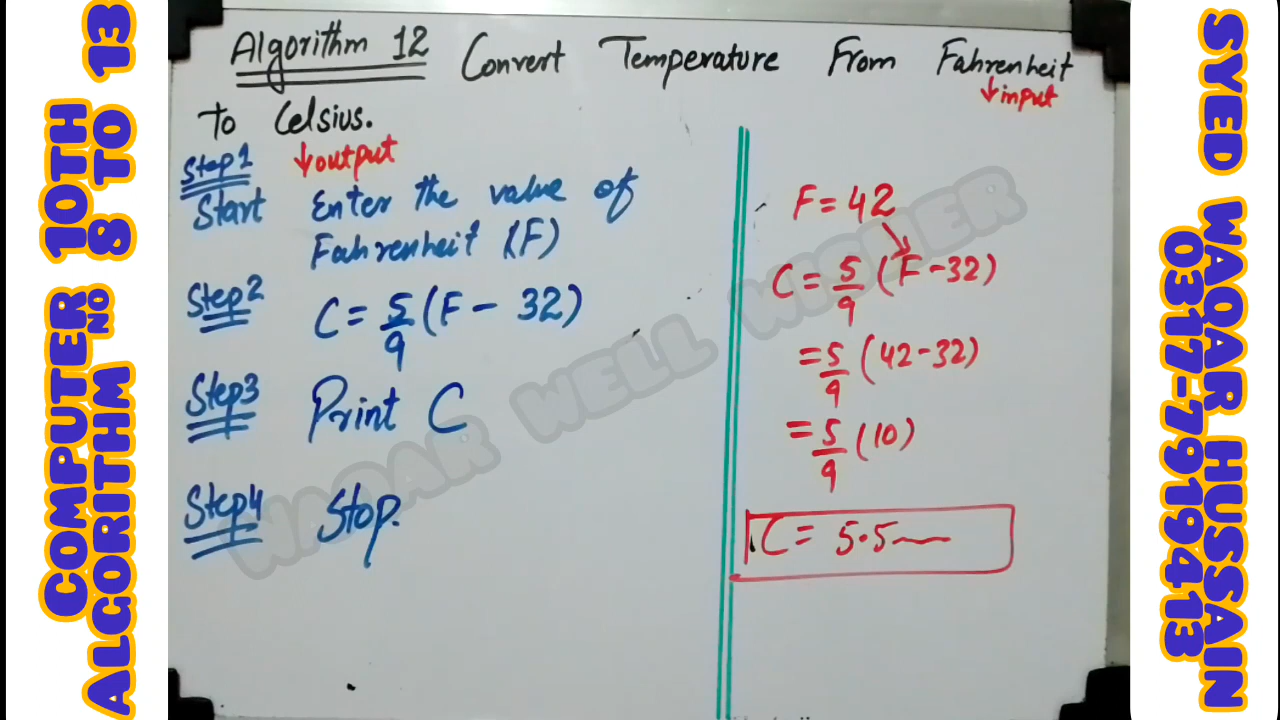 COMPUTER 10TH
ALGORITHM NO 8 TO 13
Algorithm 12 Convert Temperature From Fahrenheit
↓input
To Celsius.
↓output
Step1
Start Enter the value of
Fahrenheit (F)
Step2 C = 5/9 (F - 32)
Step3 Print C
Step4 Stop.
F = 42
C = 5/9 (F - 32)
= 5/9 (42 - 32)
= 5/9 (10)
C = 5.5
WAQAR WELL WISHER
SYED WAQAR HUSSAIN
0317-7919413